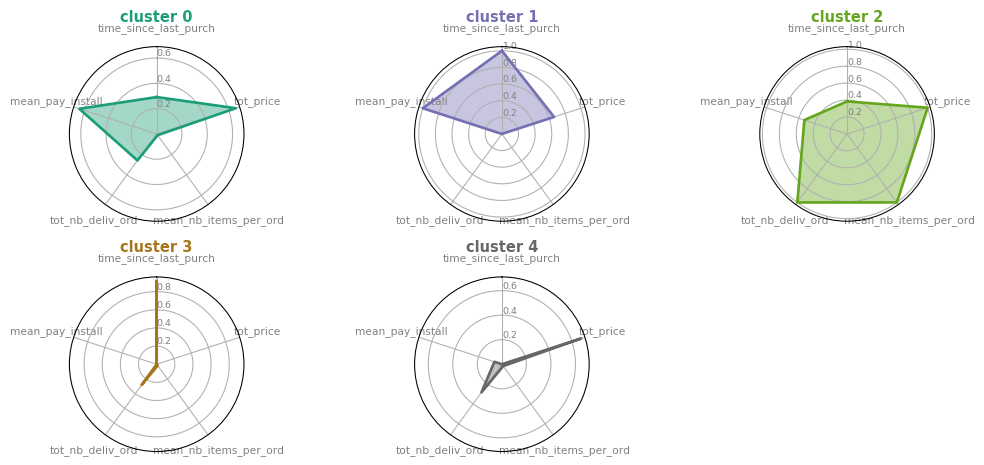 cluster 0
time_since_last_purch
0.6
0.4
0.2
mean_pay_install
tot_price
tot_nb_deliv_ord
mean_nb_items_per_ord
cluster 1
time_since_last_purch
1.0
0.8
0.6
0.4
0.2
mean_pay_install
tot_price
tot_nb_deliv_ord
mean_nb_items_per_ord
cluster 2
time_since_last_purch
1.0
0.8
0.6
0.4
0.2
mean_pay_install
tot_price
tot_nb_deliv_ord
mean_nb_items_per_ord
cluster 3
time_since_last_purch
0.8
0.6
0.4
0.2
mean_pay_install
tot_price
tot_nb_deliv_ord
mean_nb_items_per_ord
cluster 4
time_since_last_purch
0.6
0.4
0.2
mean_pay_install
tot_price
tot_nb_deliv_ord
mean_nb_items_per_ord